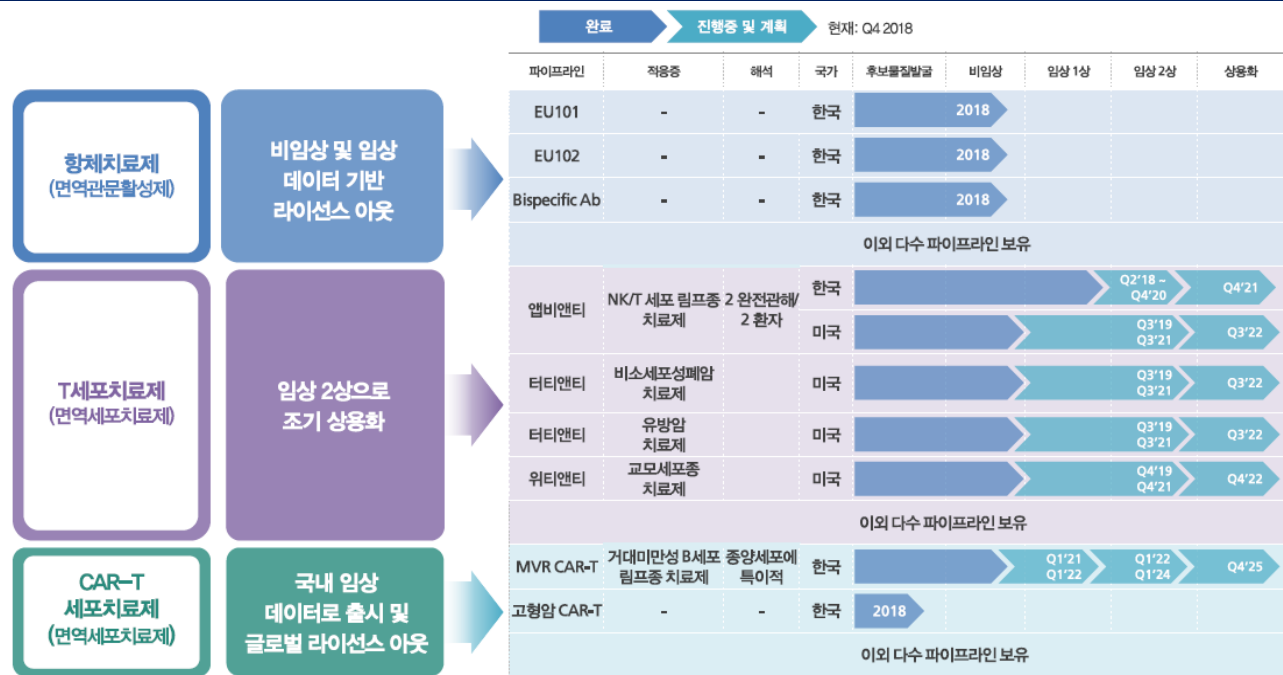 완료
진행중 및 계획
현재: Q4 2018
파이프라인 적응증 해석 국가 후보물질발굴 비임상 임상 1상 임상 2상 상용화
항체치료제
(면역관문활성제)
비임상 및 임상
데이터 기반
라이선스 아웃
EU101 - - 한국 2018
EU102 - - 한국 2018
Bispecific Ab - - 한국 2018
이외 다수 파이프라인 보유
T세포치료제
(면역세포치료제)
임상 2상으로
조기 상용화
앱비앤티
NK/T 세포 림프종
치료제
2 완전관해/
2 환자
한국
Q2'18 ~
Q4'20
Q4'21
미국
Q3'19
Q3'21
Q3'22
터티앤티
비소세포성폐암
치료제
미국
Q3'19
Q3'21
Q3'22
터티앤티
유방암
치료제
미국
Q3'19
Q3'21
Q3'22
위티앤티
교모세포종
치료제
미국
Q4'19
Q4'21
Q4'22
이외 다수 파이프라인 보유
CAR-T
세포치료제
(면역세포치료제)
국내 임상
데이터로 출시 및
글로벌 라이선스 아웃
MVR CAR-T
거대미만성 B세포
림프종 치료제
종양세포에
특이적
한국
Q1'21
Q1'22
Q1'22
Q1'24
Q4'25
고형암 CAR-T - - 한국 2018
이외 다수 파이프라인 보유